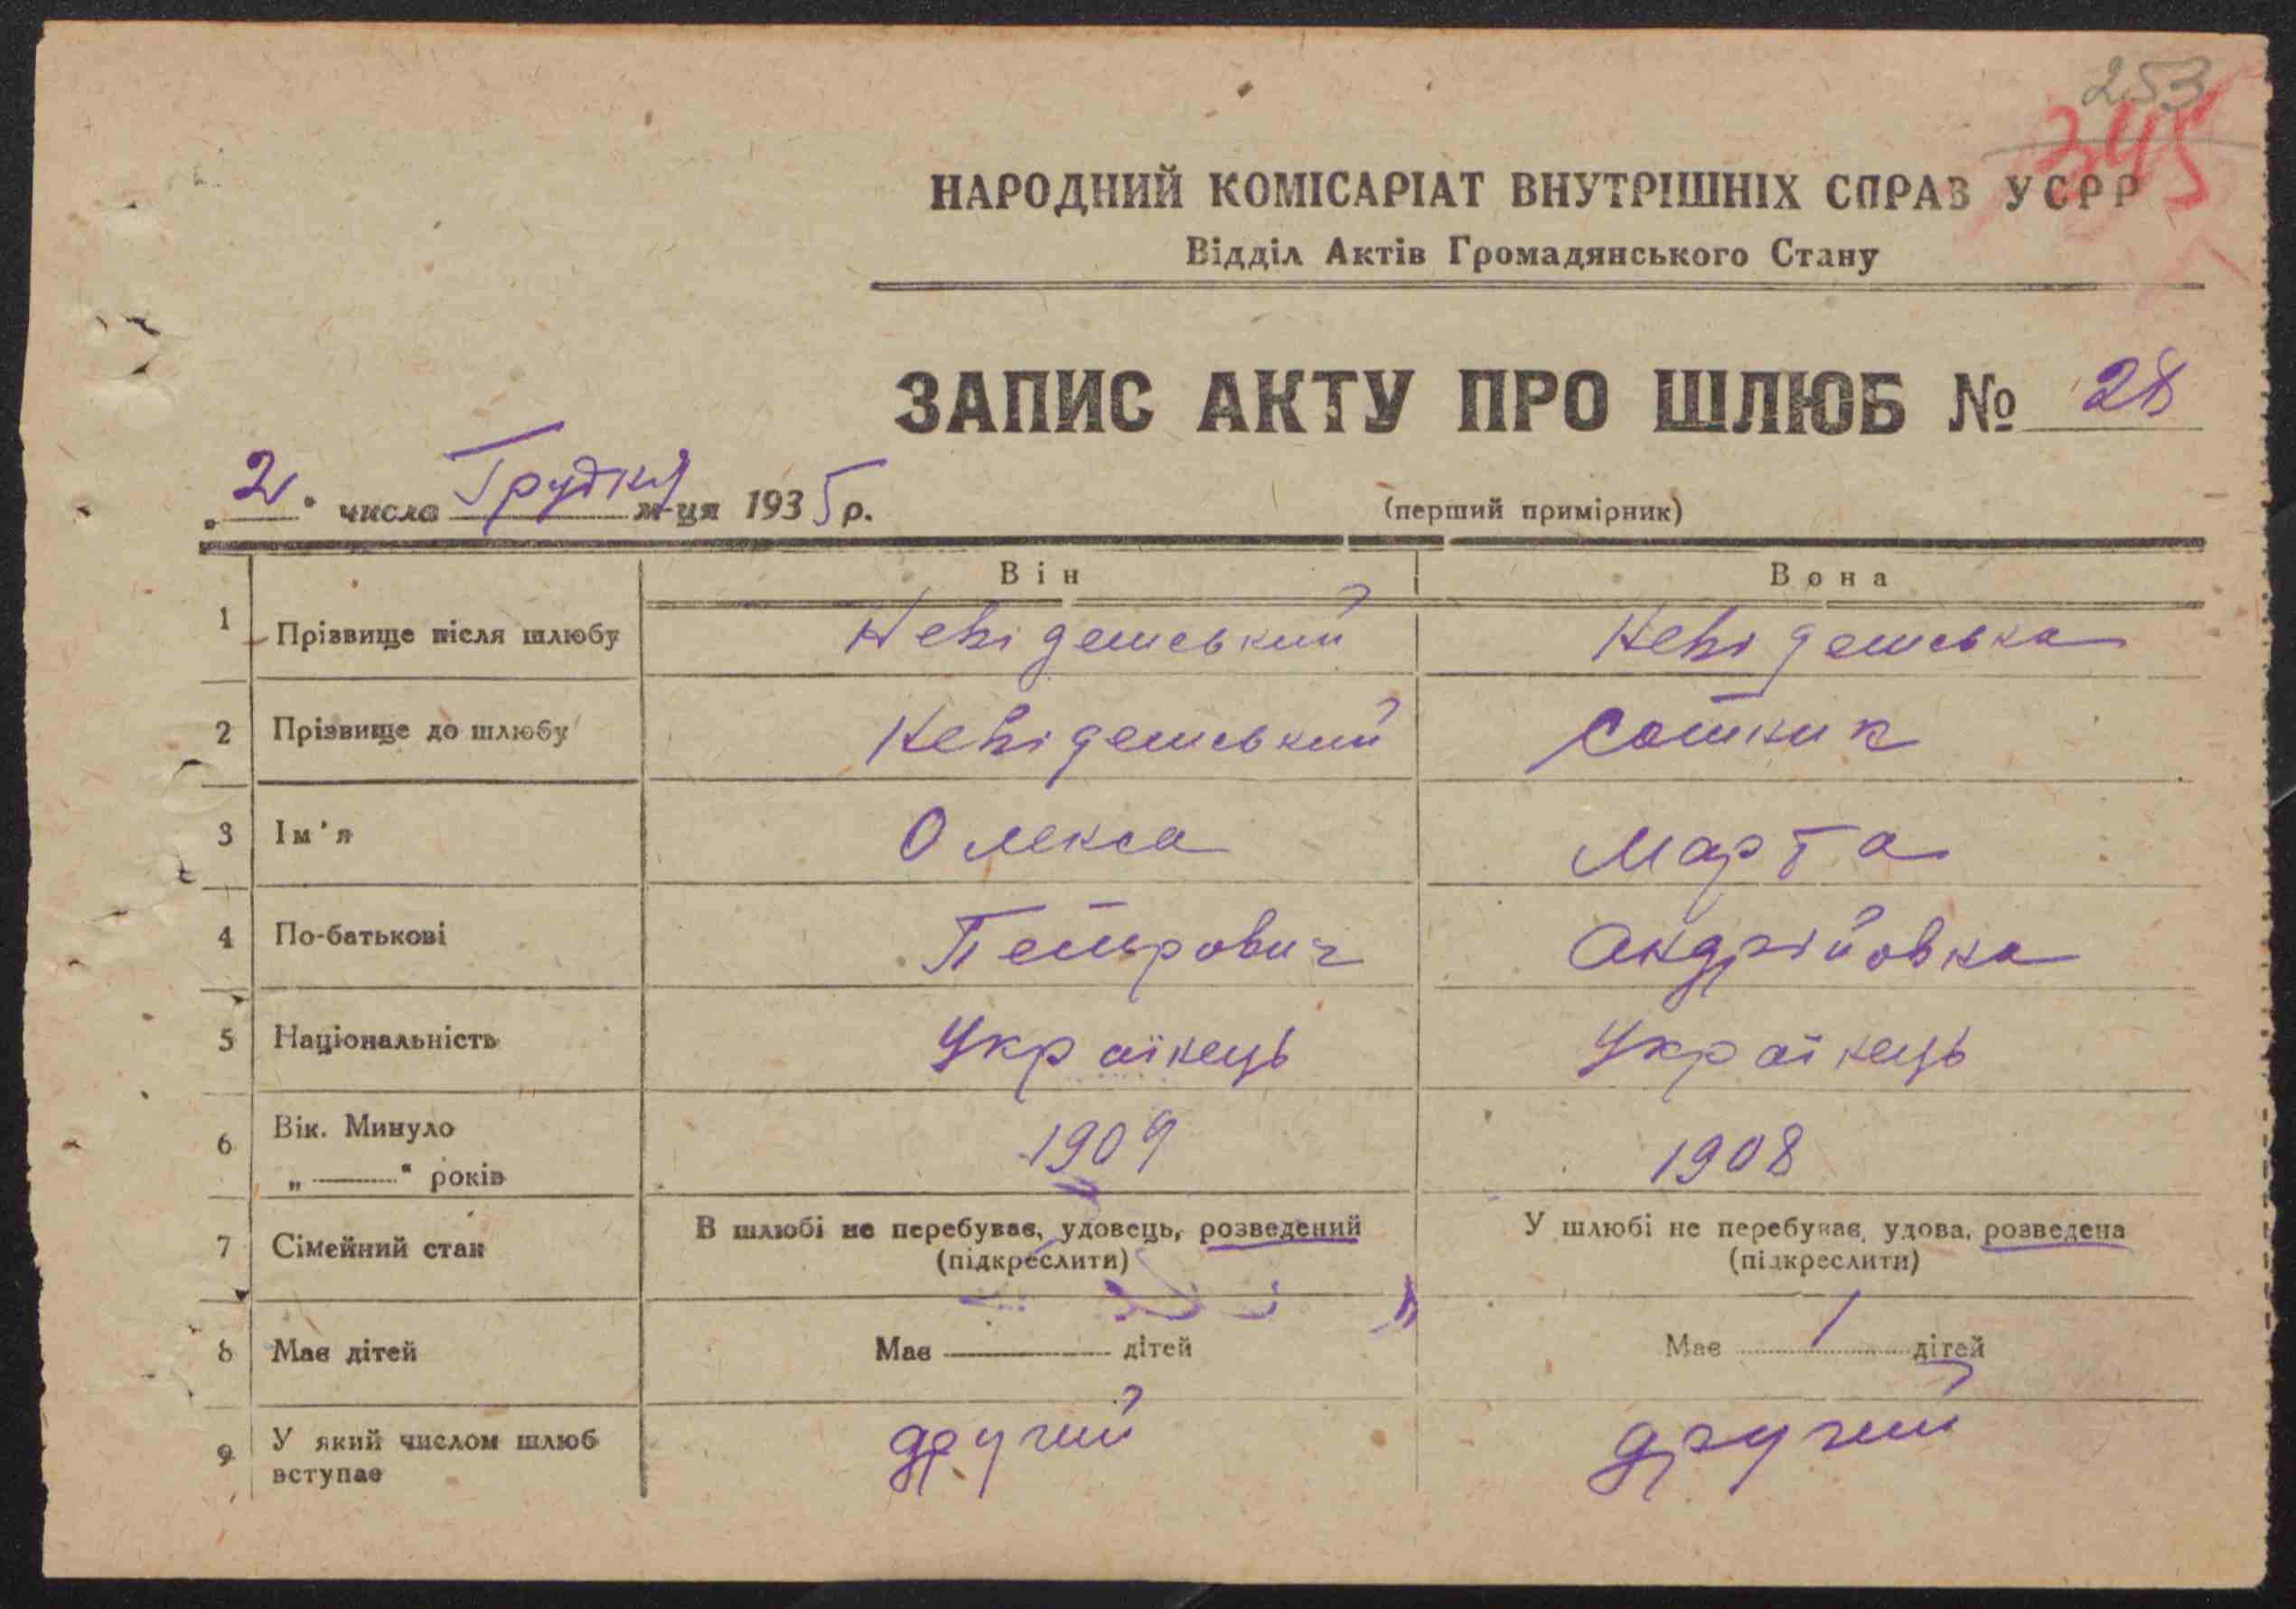 253
345
НАРОДНИЙ КОМІСАРІАТ ВНУТРІШНІХ СПРАВ УСРР
Відділ Актів Громадянського Стану
ЗАПИС АКТУ ПРО ШЛЮБ № 28
„2" числа Грудня м-ця 1935 р.
(перший примірник)
Він Вона
1 Прізвище після шлюбу
2 Прізвище до шлюбу Сотник
3 Ім'я Олекса Марта
4 По-батькові Петрович Андрійовна
5 Національність Українець Українець
6 Вік. Минуло „ " років 1909 1908
7 Сімейний стан В шлюбі не перебуває, удовець, розведений (підкреслити) У шлюбі не перебуває, удова, розведена (підкреслити)
8 Має дітей Має дітей Має 1 дітей
9 У який числом шлюб вступає другий другий